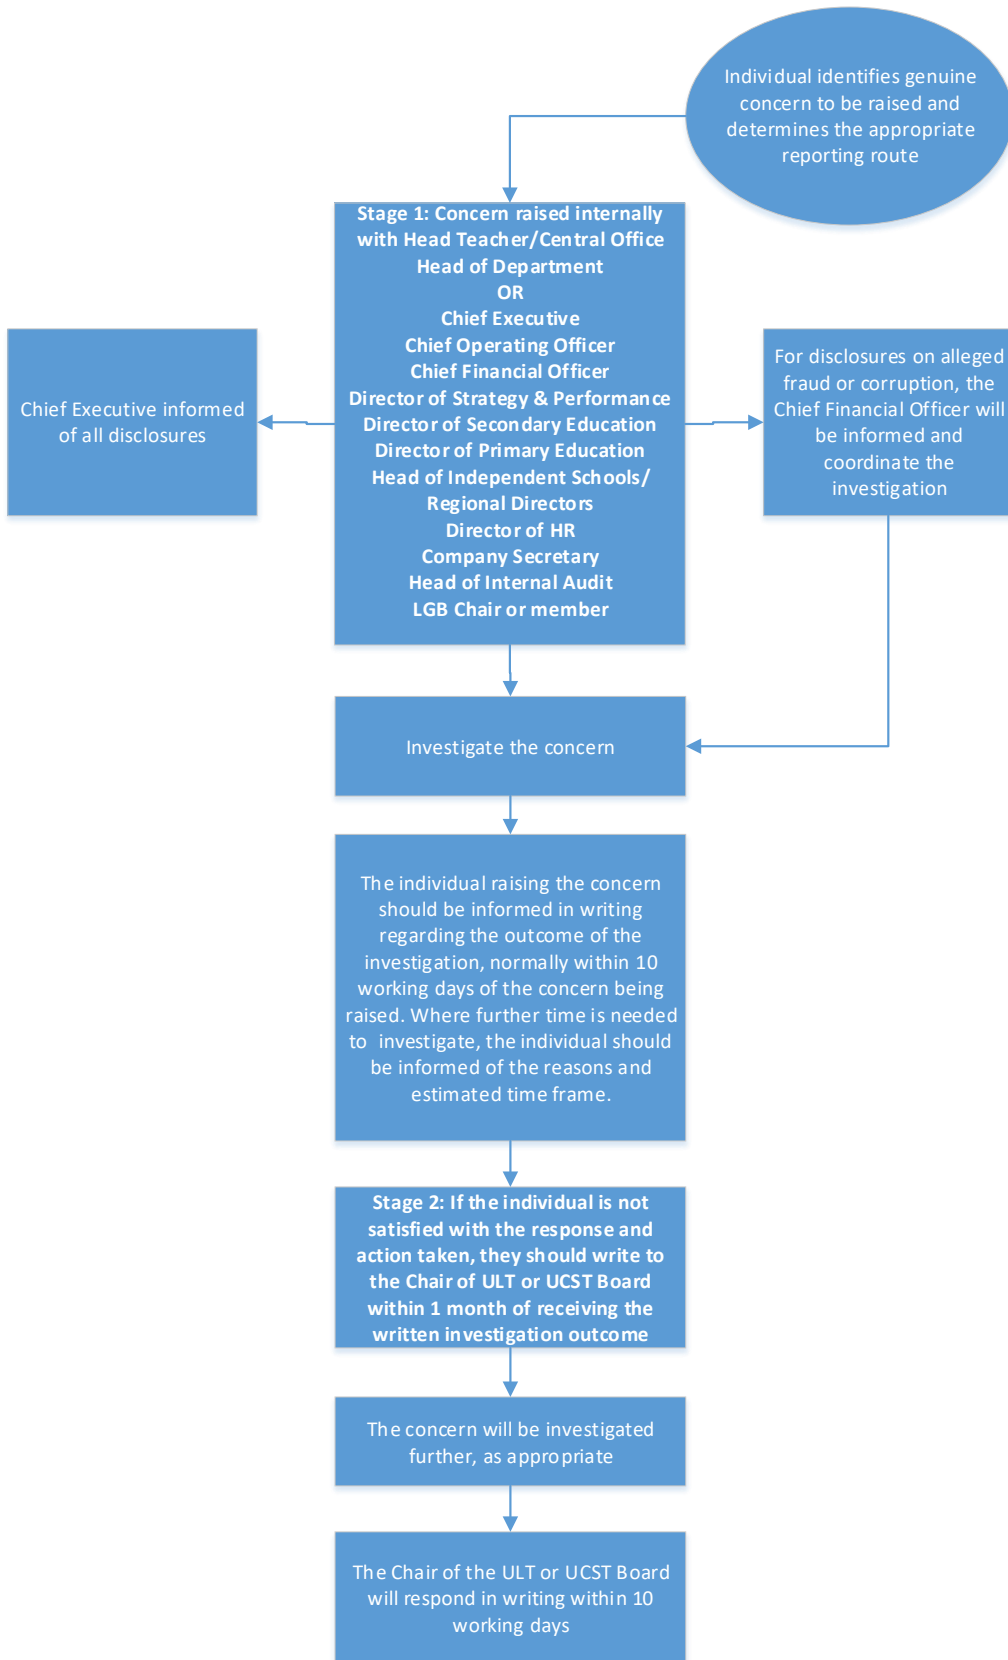 Individual identifies genuine
concern to be raised and
determines the appropriate
reporting route
Stage 1: Concern raised internally
with Head Teacher/Central Office
Head of Department
OR
Chief Executive
Chief Operating Officer
Chief Financial Officer
Director of Strategy & Performance
Director of Secondary Education
Director of Primary Education
Head of Independent Schools/
Regional Directors
Director of HR
Company Secretary
Head of Internal Audit
LGB Chair or member
Chief Executive informed
of all disclosures
For disclosures on alleged
fraud or corruption, the
Chief Financial Officer will
be informed and
coordinate the
investigation
Investigate the concern
The individual raising the concern
should be informed in writing
regarding the outcome of the
investigation, normally within 10
working days of the concern being
raised. Where further time is needed
to investigate, the individual should
be informed of the reasons and
estimated time frame.
Stage 2: If the individual is not
satisfied with the response and
action taken, they should write to
the Chair of ULT or UCST Board
within 1 month of receiving the
written investigation outcome
The concern will be investigated
further, as appropriate
The Chair of the ULT or UCST Board
will respond in writing within 10
working days